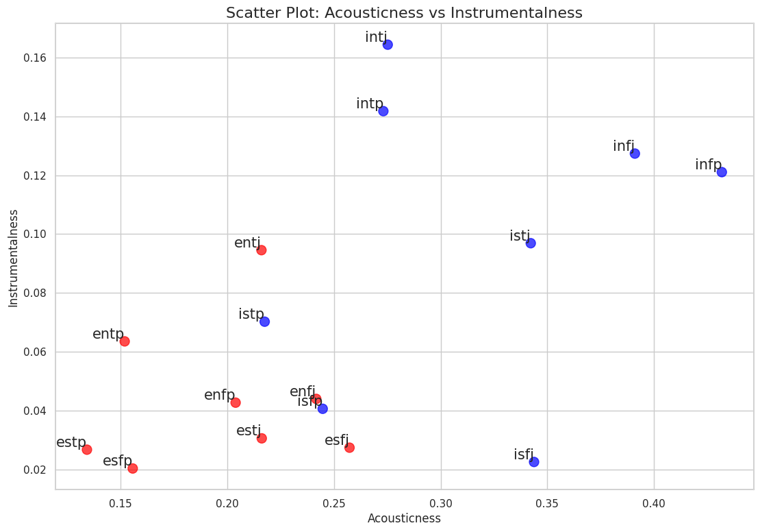 Scatter Plot: Acousticness vs Instrumentalness
0.16
0.14
0.12
0.10
0.08
0.06
0.04
0.02
Instrumentalness
intj
intp
infj
infp
istj
entj
istp
entp
enfj
enfp
isfp
estj
esfj
estp
isfj
esfp
0.15 0.20 0.25 0.30 0.35 0.40
Acousticness